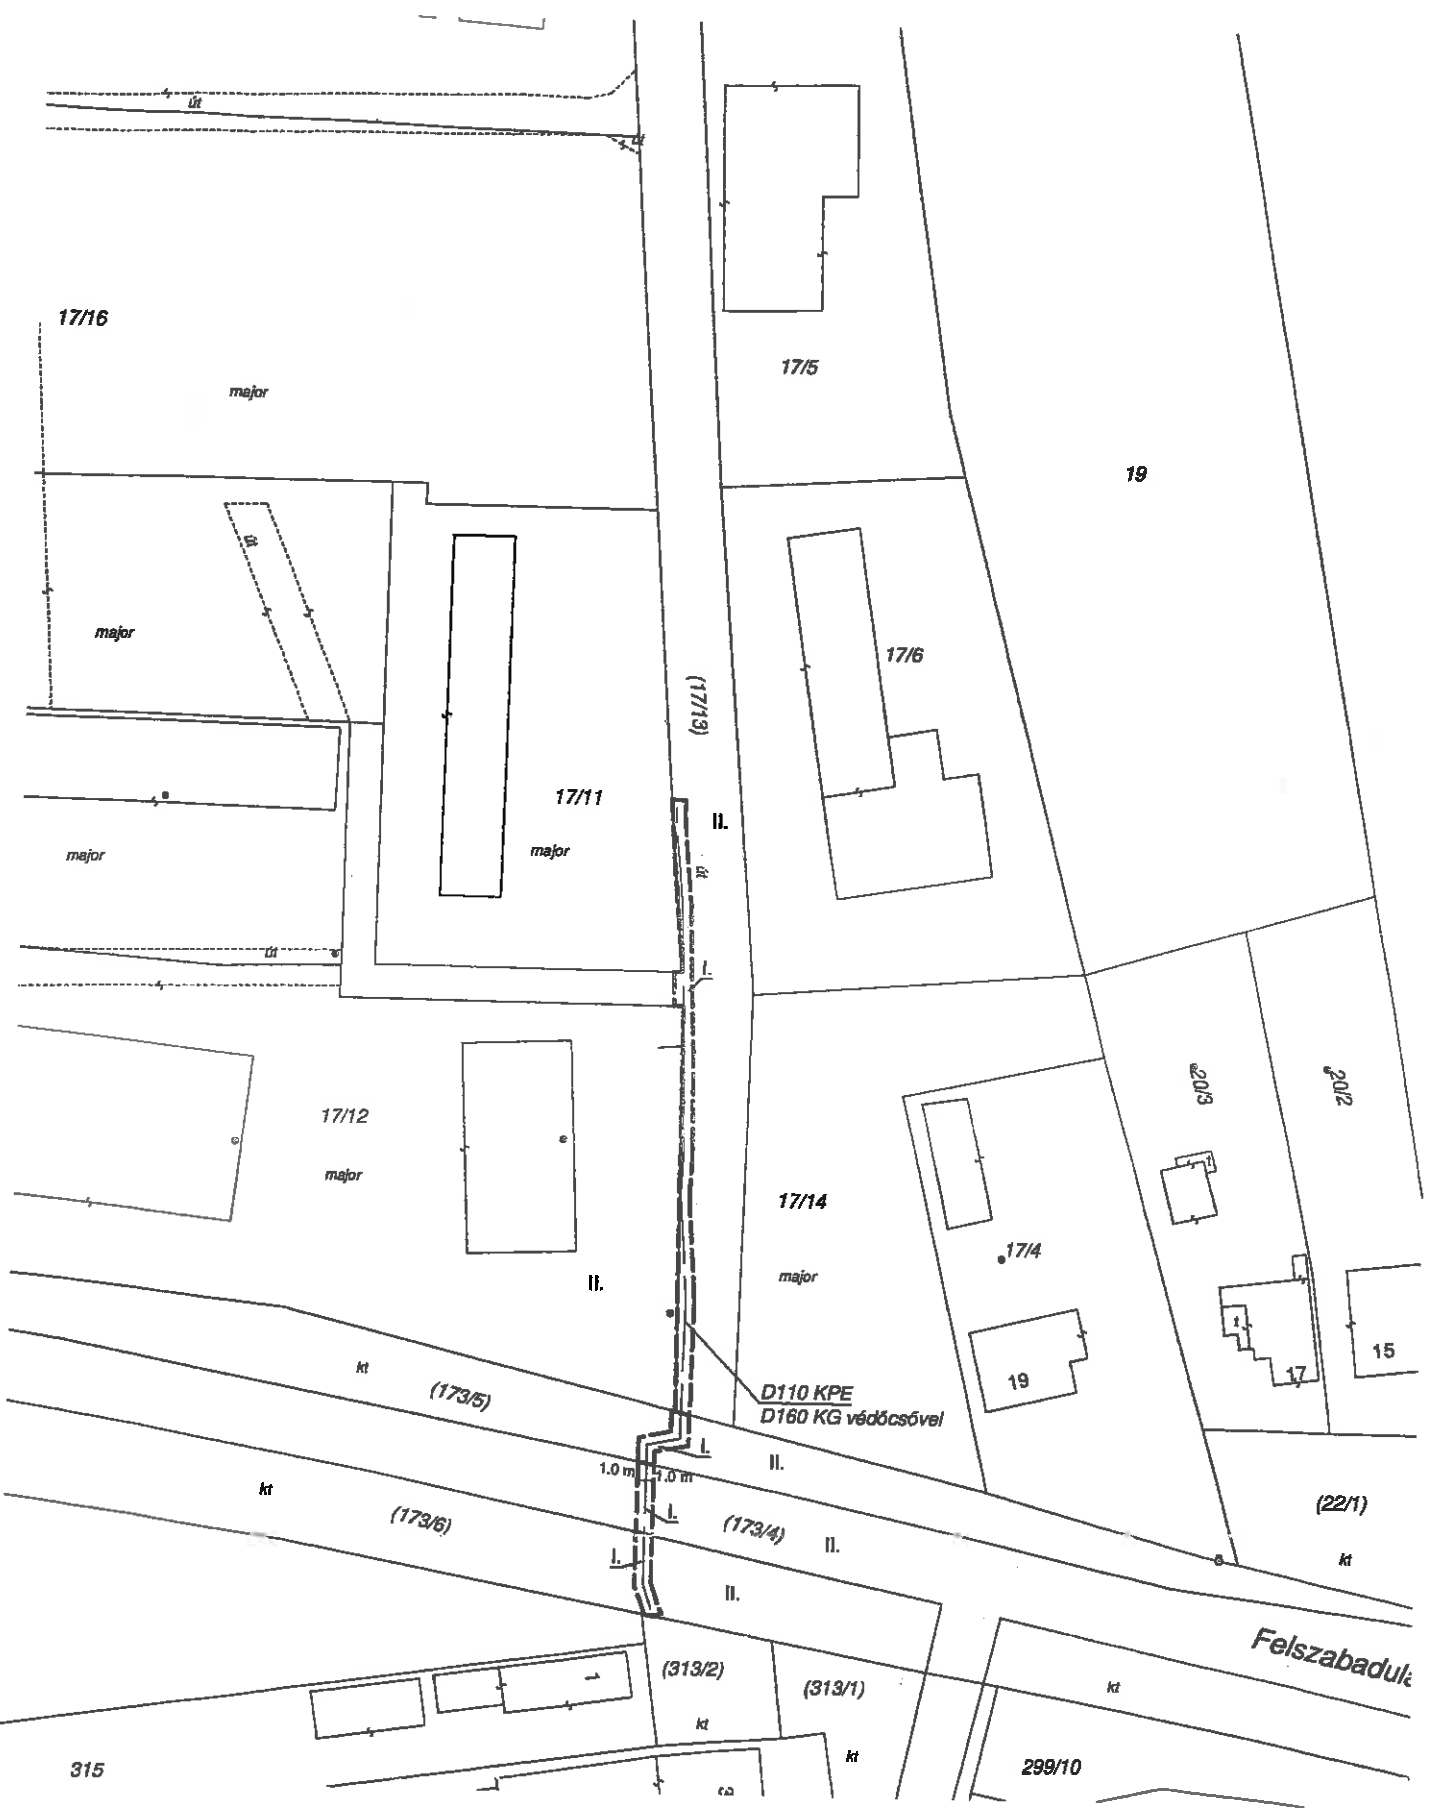 út
út
17/16
17/5
major
19
út
major
17/6
(17/13)
17/11
II.
major
major
út
út
I.
20/3
20/2
17/12
major
17/14
17/4
major
II.
t
t
15
17
19
kt
(173/5)
D110 KPE
D160 KG védőcsővel
I.
II.
1.0 m
1.0 m
kt
(173/6)
I.
(173/4)
II.
(22/1)
kt
I.
II.
Felszabadulá
1
(313/2)
(313/1)
kt
kt
kt
315
299/10